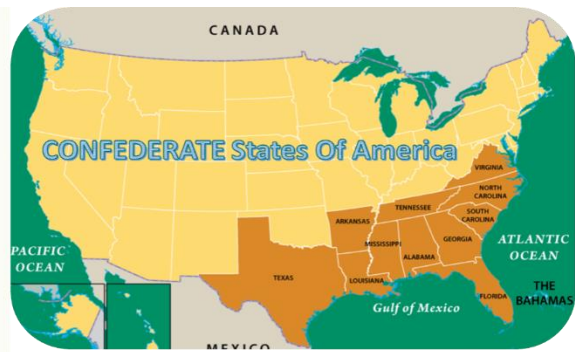 CANADA
CONFEDERATE States Of America
VIRGINIA
NORTH
CAROLINA
TENNESSEE
ARKANSAS
SOUTH
CAROLINA
MISSISSIPPI
ALABAMA
GEORGIA
ATLANTIC
OCEAN
PACIFIC
OCEAN
TEXAS
LOUISIANA
FLORIDA
THE
BAHAMAS
Gulf of Mexico
MEXICO